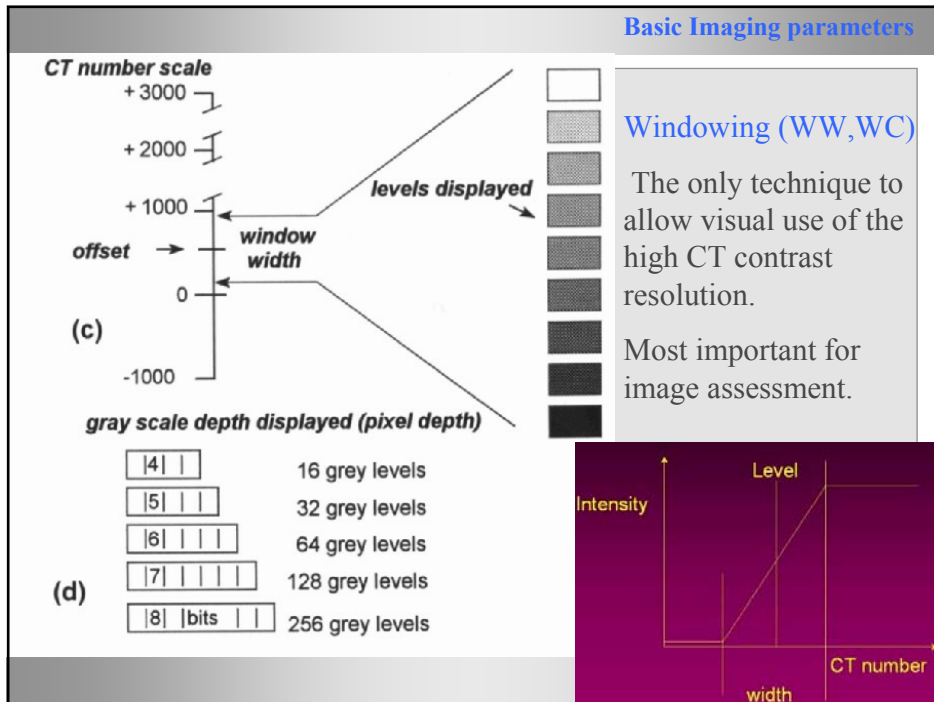 Basic Imaging parameters
CT number scale
+ 3000
+ 2000
+ 1000
offset
window
width
0
(c)
-1000
levels displayed
Windowing (WW,WC)
The only technique to
allow visual use of the
high CT contrast
resolution.
Most important for
image assessment.
gray scale depth displayed (pixel depth)
4 16 grey levels
5 32 grey levels
6 64 grey levels
7 128 grey levels
(d)
8 bits 256 grey levels
Level
Intensity
CT number
width